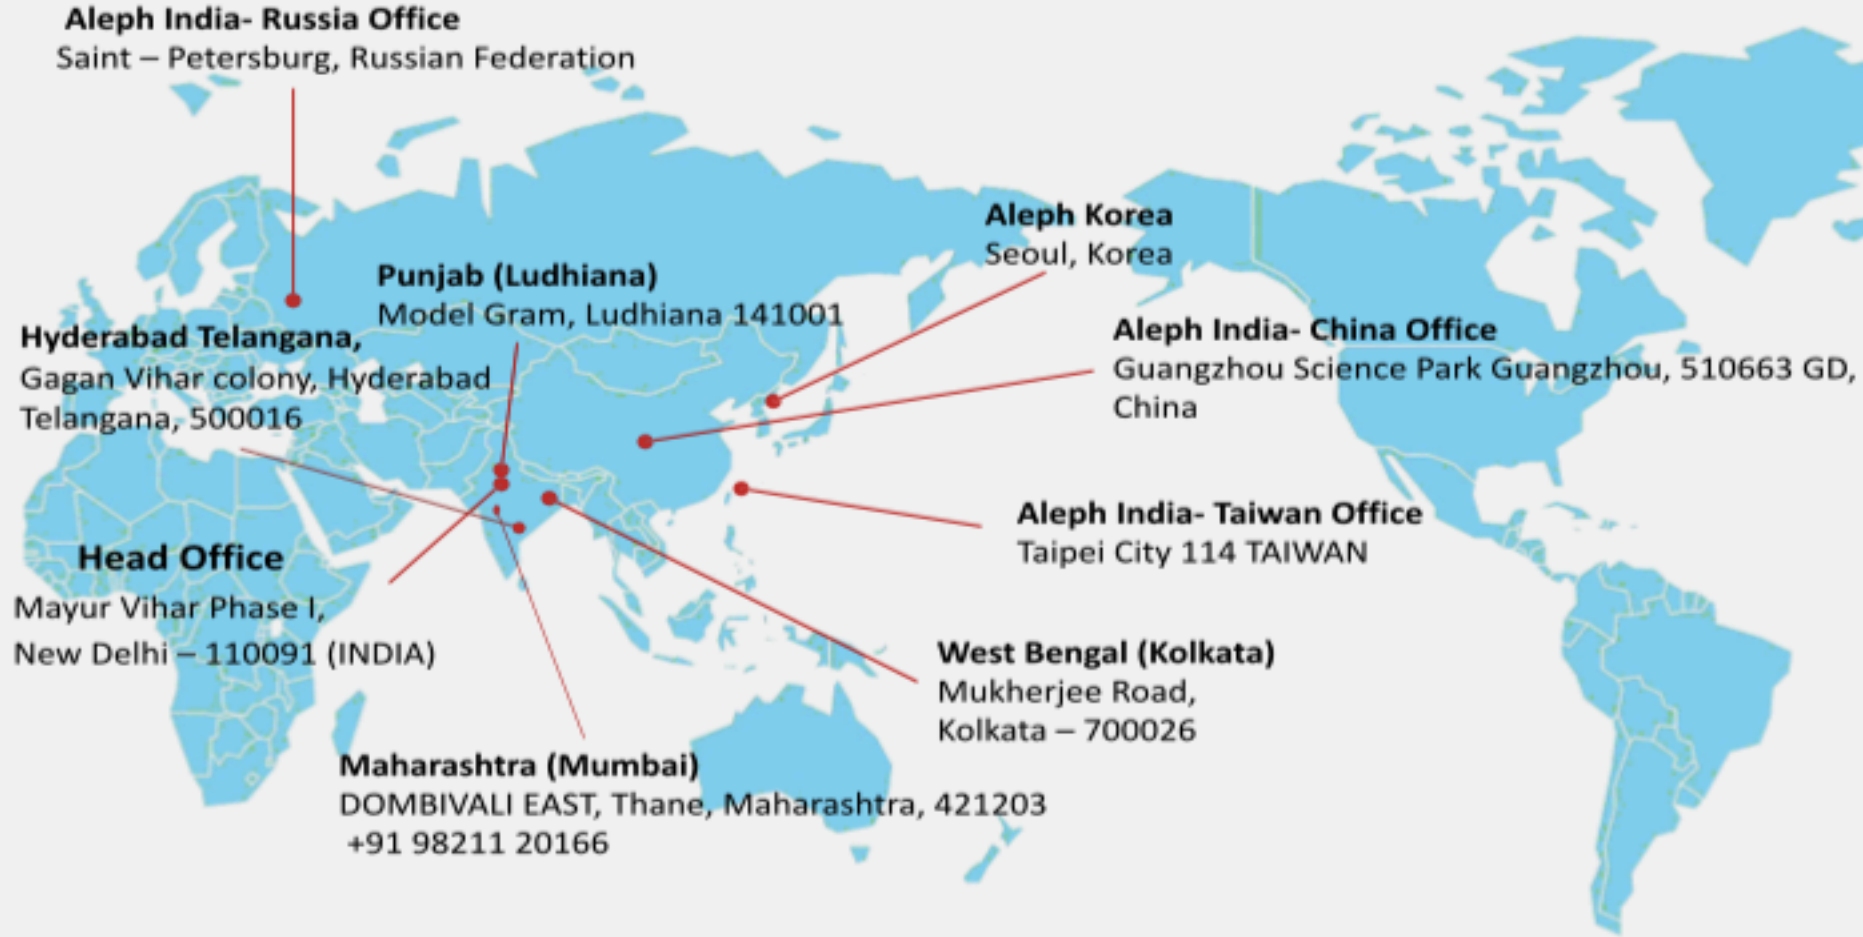 Aleph India- Russia Office
Saint – Petersburg, Russian Federation
Aleph Korea
Seoul, Korea
Punjab (Ludhiana)
Model Gram, Ludhiana 141001
Hyderabad Telangana,
Gagan Vihar colony, Hyderabad
Telangana, 500016
Aleph India- China Office
Guangzhou Science Park Guangzhou, 510663 GD,
China
Aleph India- Taiwan Office
Taipei City 114 TAIWAN
Head Office
Mayur Vihar Phase I,
New Delhi – 110091 (INDIA)
West Bengal (Kolkata)
Mukherjee Road,
Kolkata – 700026
Maharashtra (Mumbai)
DOMBIVALI EAST, Thane, Maharashtra, 421203
+91 98211 20166